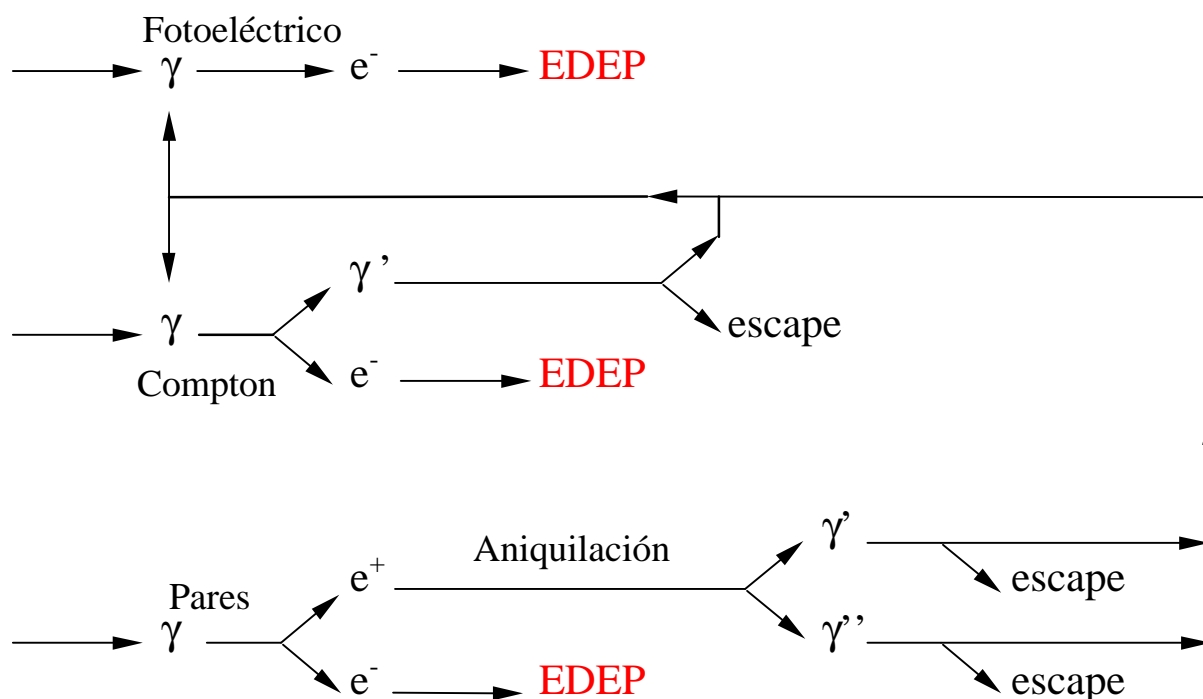 Fotoeléctrico
γ e⁻ EDEP
γ’
γ escape
Compton e⁻ EDEP
γ’
Aniquilación
e⁺ escape
Pares
γ γ’’
e⁻ EDEP escape